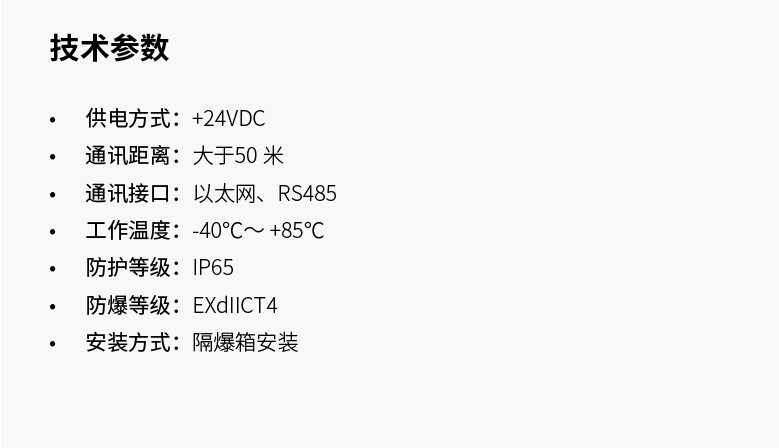 技术参数
• 供电方式：+24VDC
• 通讯距离：大于50 米
• 通讯接口：以太网、RS485
• 工作温度：-40℃～ +85℃
• 防护等级：IP65
• 防爆等级：EXdIICT4
• 安装方式：隔爆箱安装